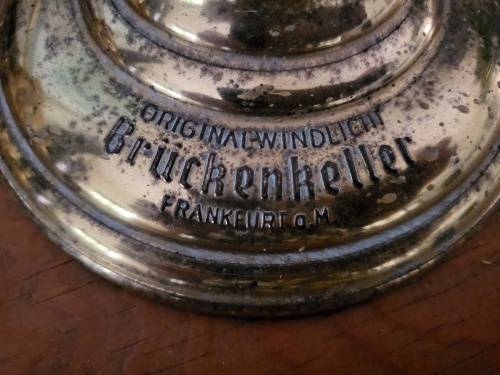 ORIGINAL-WINDLICHT
Brückenkeller
FRANKFURT a.M.